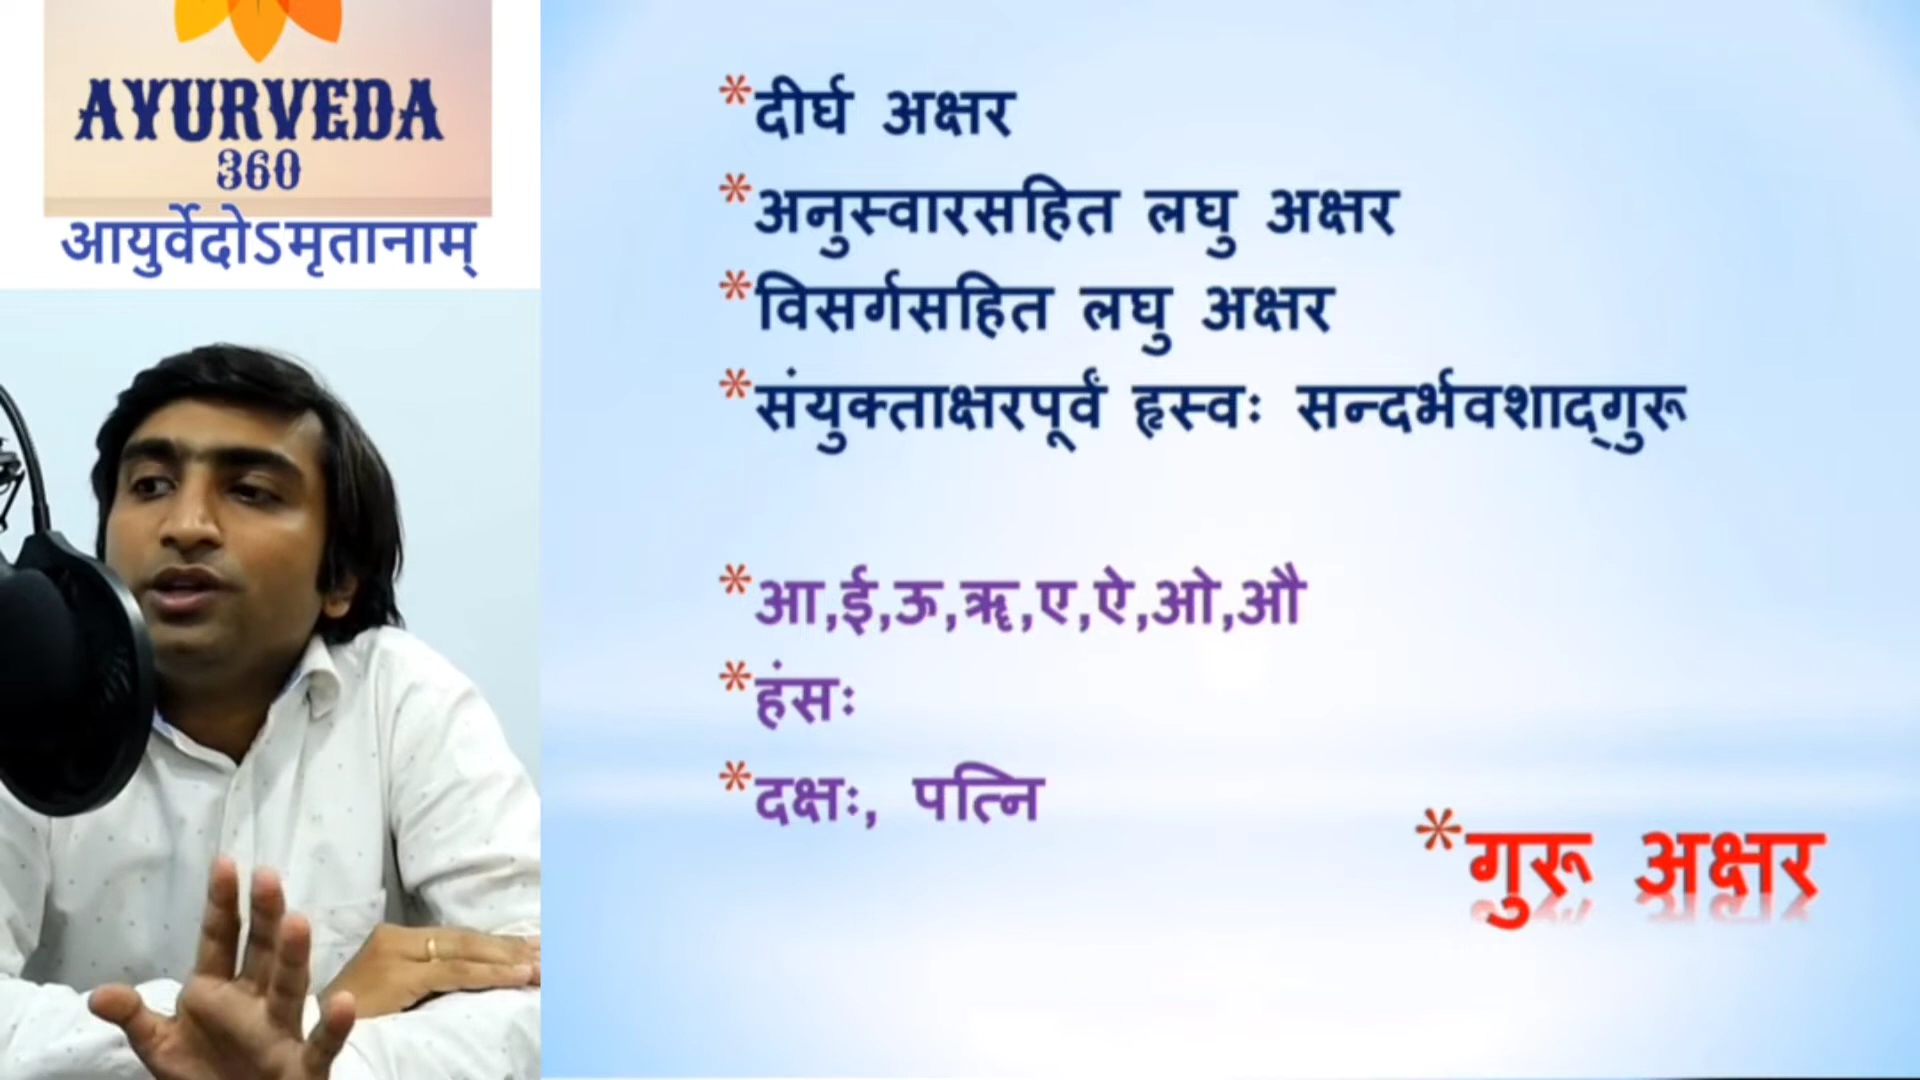 AYURVEDA
360
आयुर्वेदोऽमृतानाम्
*दीर्घ अक्षर
*अनुस्वारसहित लघु अक्षर
*विसर्गसहित लघु अक्षर
*संयुक्ताक्षरपूर्वं हृस्वः सन्दर्भवशाद्‌गुरू
*आ,ई,ऊ,ॠ,ए,ऐ,ओ,औ
*हंसः
*दक्षः, पत्नि
*गुरू अक्षर